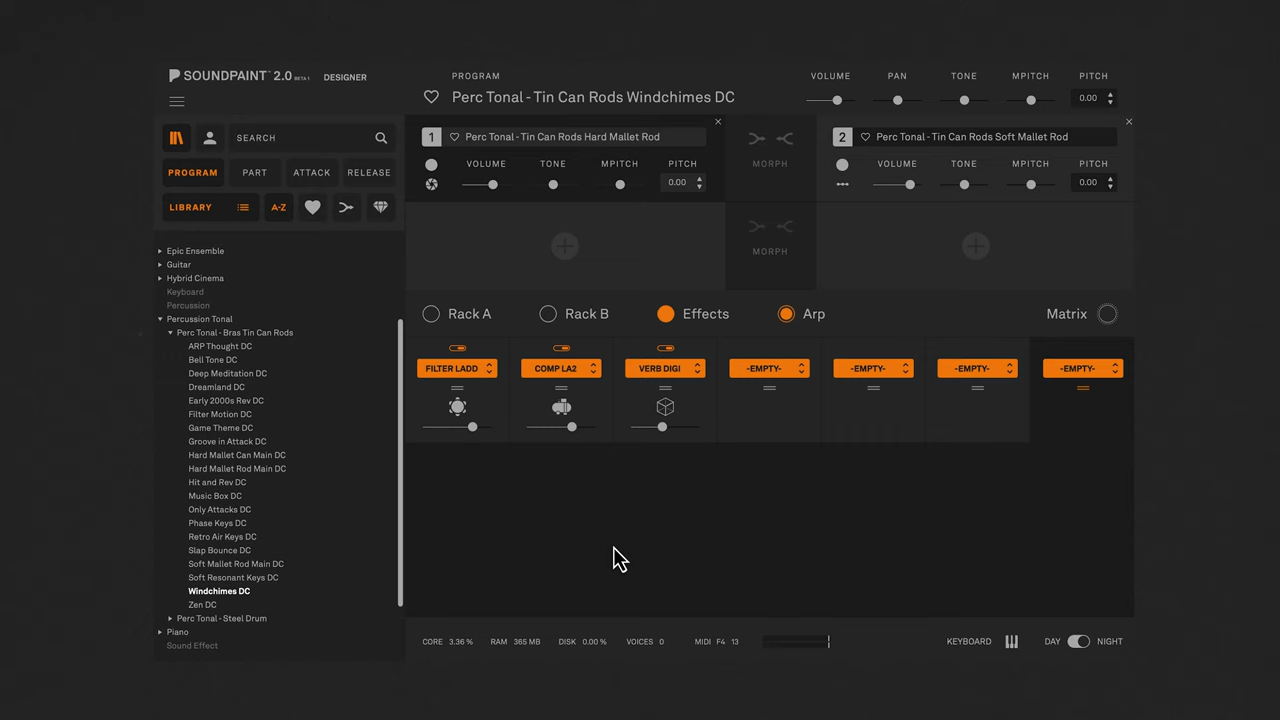 SOUNDPAINT 2.0 BETA 1 DESIGNER
SEARCH
PROGRAM PART ATTACK RELEASE
LIBRARY A-Z
Epic Ensemble
Guitar
Hybrid Cinema
Keyboard
Percussion
Percussion Tonal
Perc Tonal - Bras Tin Can Rods
ARP Thought DC
Bell Tone DC
Deep Meditation DC
Dreamland DC
Early 2000s Rev DC
Filter Motion DC
Game Theme DC
Groove in Attack DC
Hard Mallet Can Main DC
Hard Mallet Rod Main DC
Hit and Rev DC
Music Box DC
Only Attacks DC
Phase Keys DC
Retro Air Keys DC
Slap Bounce DC
Soft Mallet Rod Main DC
Soft Resonant Keys DC
Windchimes DC
Zen DC
Perc Tonal - Steel Drum
Piano
Sound Effect
PROGRAM
Perc Tonal - Tin Can Rods Windchimes DC
VOLUME PAN TONE MPITCH PITCH
0.00
1 Perc Tonal - Tin Can Rods Hard Mallet Rod
VOLUME TONE MPITCH PITCH
0.00
MORPH
2 Perc Tonal - Tin Can Rods Soft Mallet Rod
VOLUME TONE MPITCH PITCH
0.00
MORPH
Rack A Rack B Effects Arp Matrix
FILTER LADD COMP LA2 VERB DIGI -EMPTY- -EMPTY- -EMPTY- -EMPTY-
CORE 3.36 % RAM 365 MB DISK 0.00 % VOICES 0 MIDI F4 13 KEYBOARD DAY NIGHT